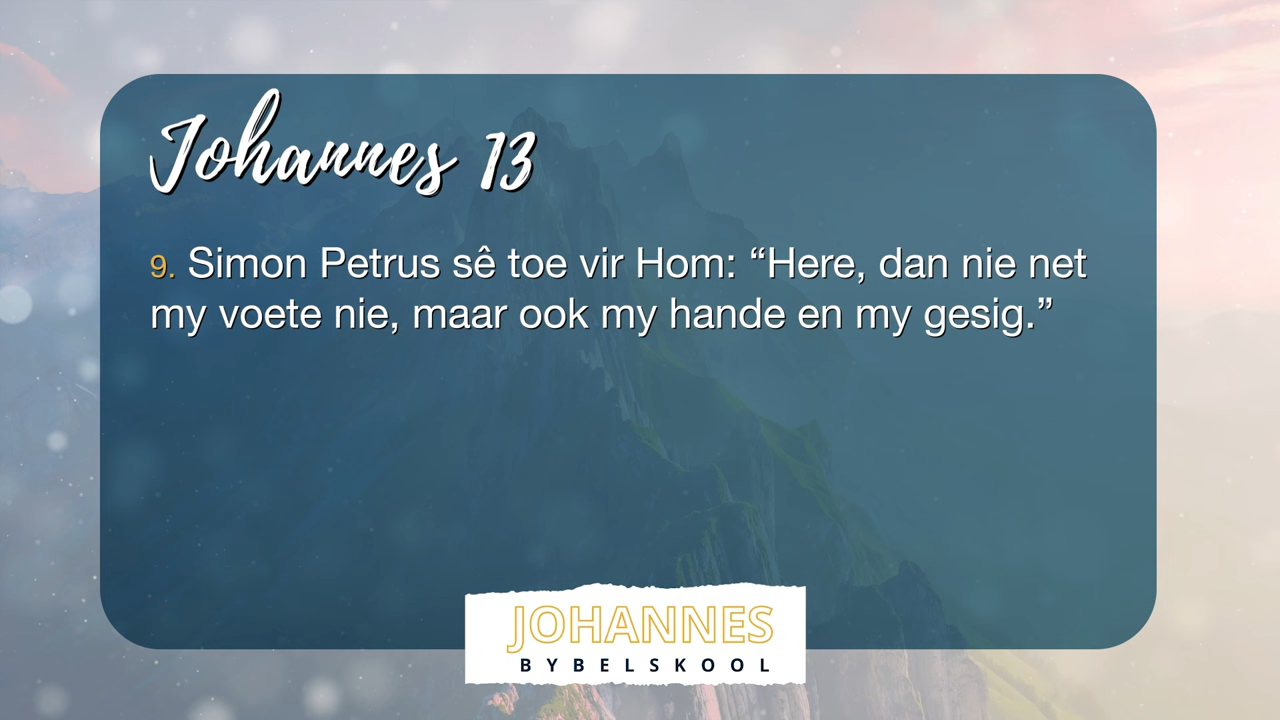 Johannes 13
9. Simon Petrus sê toe vir Hom: “Here, dan nie net
my voete nie, maar ook my hande en my gesig.”
JOHANNES
BYBELSKOOL